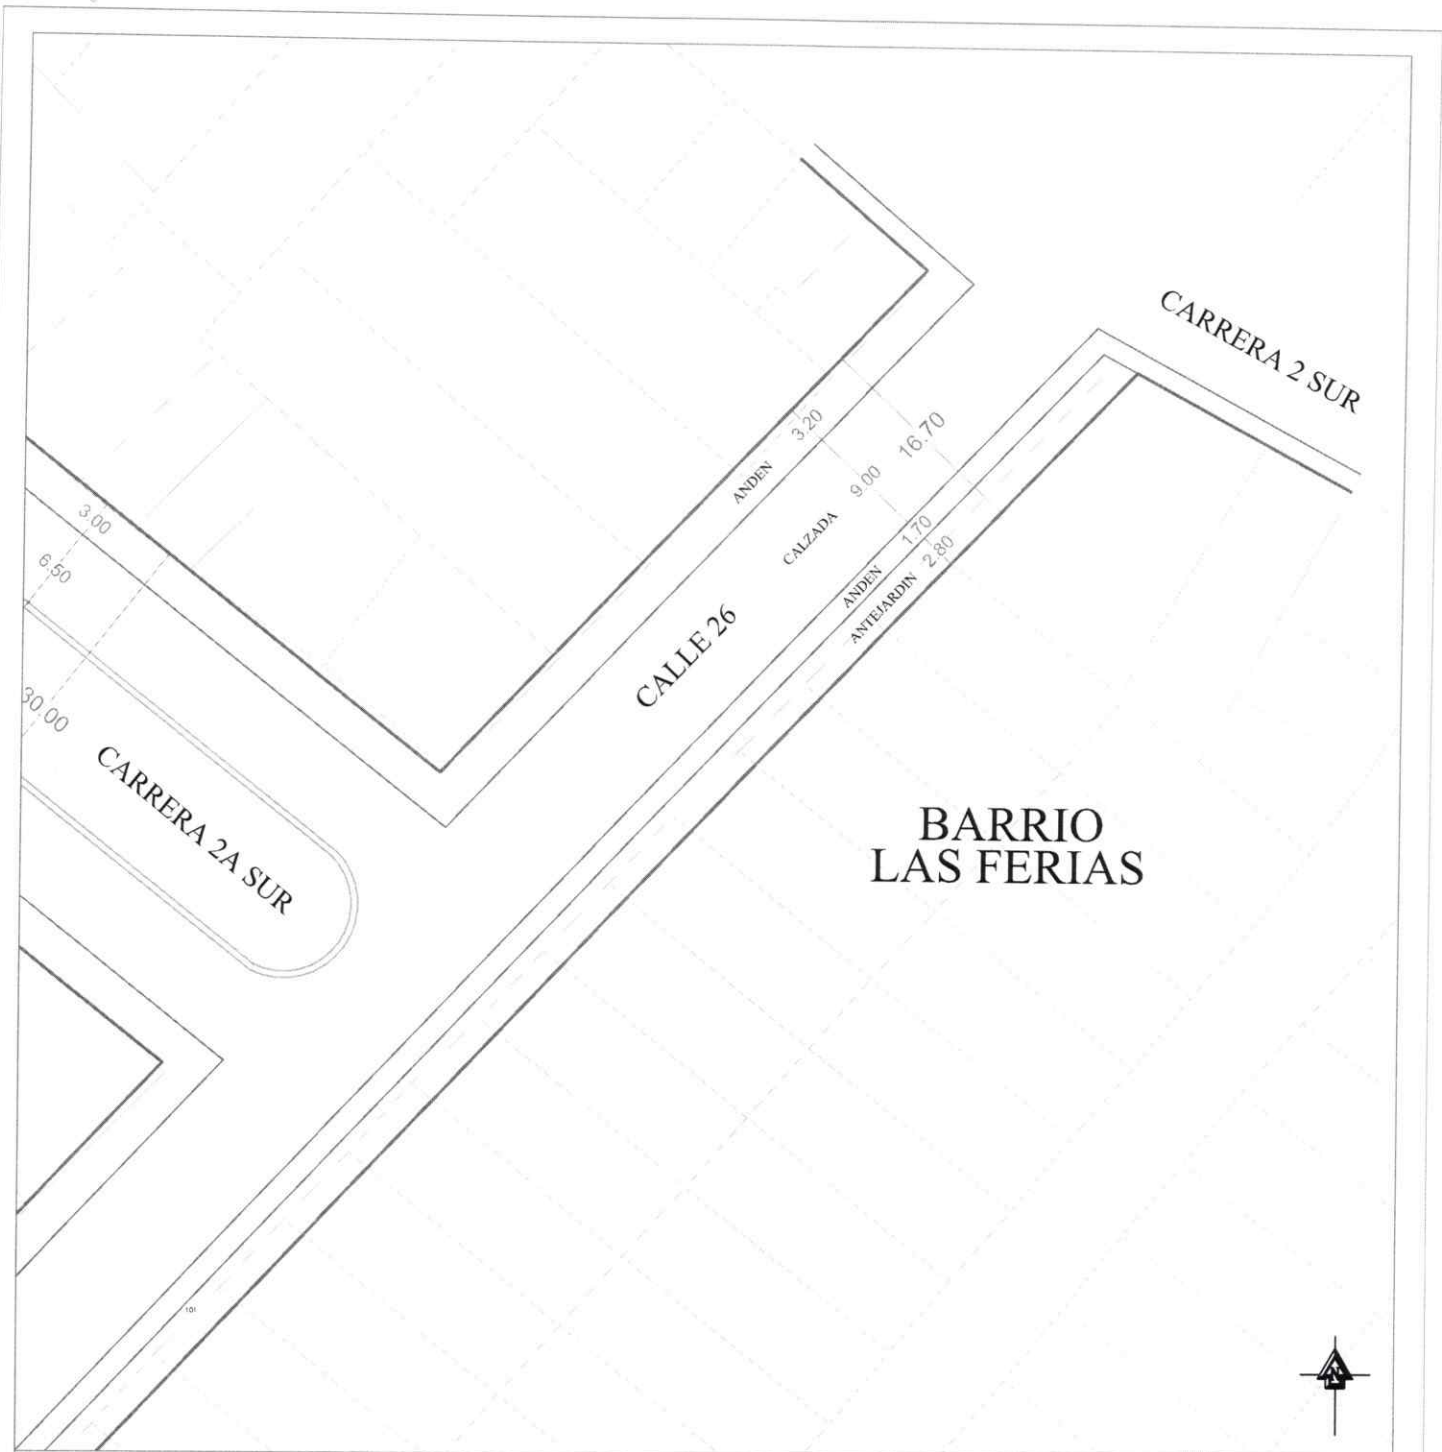 CARRERA 2 SUR
3.20
16.70
ANDEN
9.00
3.00
CALZADA
1.70
2.80
6.50
ANDEN
ANTEJARDIN
CALLE 26
30.00
CARRERA 2A SUR
BARRIO
LAS FERIAS
101
N